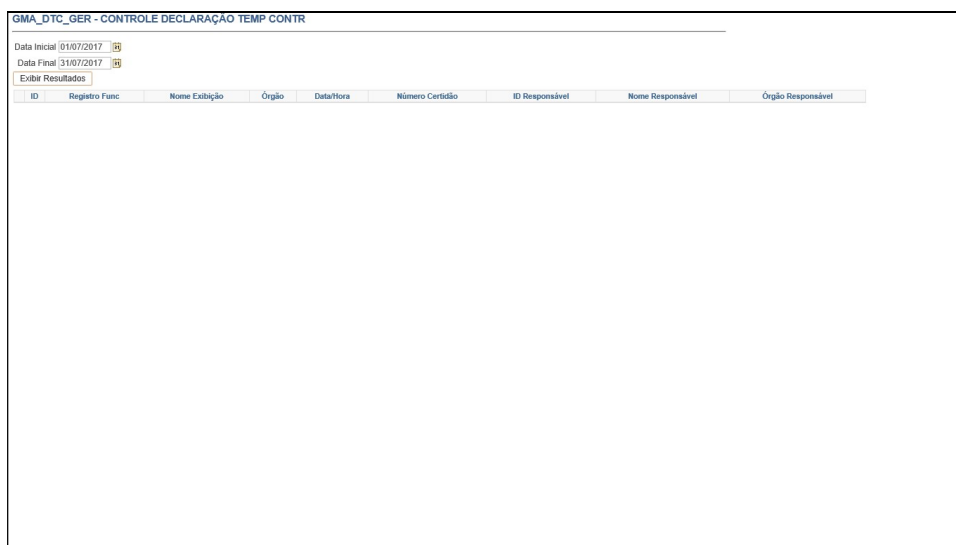 GMA_DTC_GER - CONTROLE DECLARAÇÃO TEMP CONTR
Data Inicial 01/07/2017
Data Final 31/07/2017
Exibir Resultados
ID Registro Func Nome Exibição Órgão Data/Hora Número Certidão ID Responsável Nome Responsável Órgão Responsável